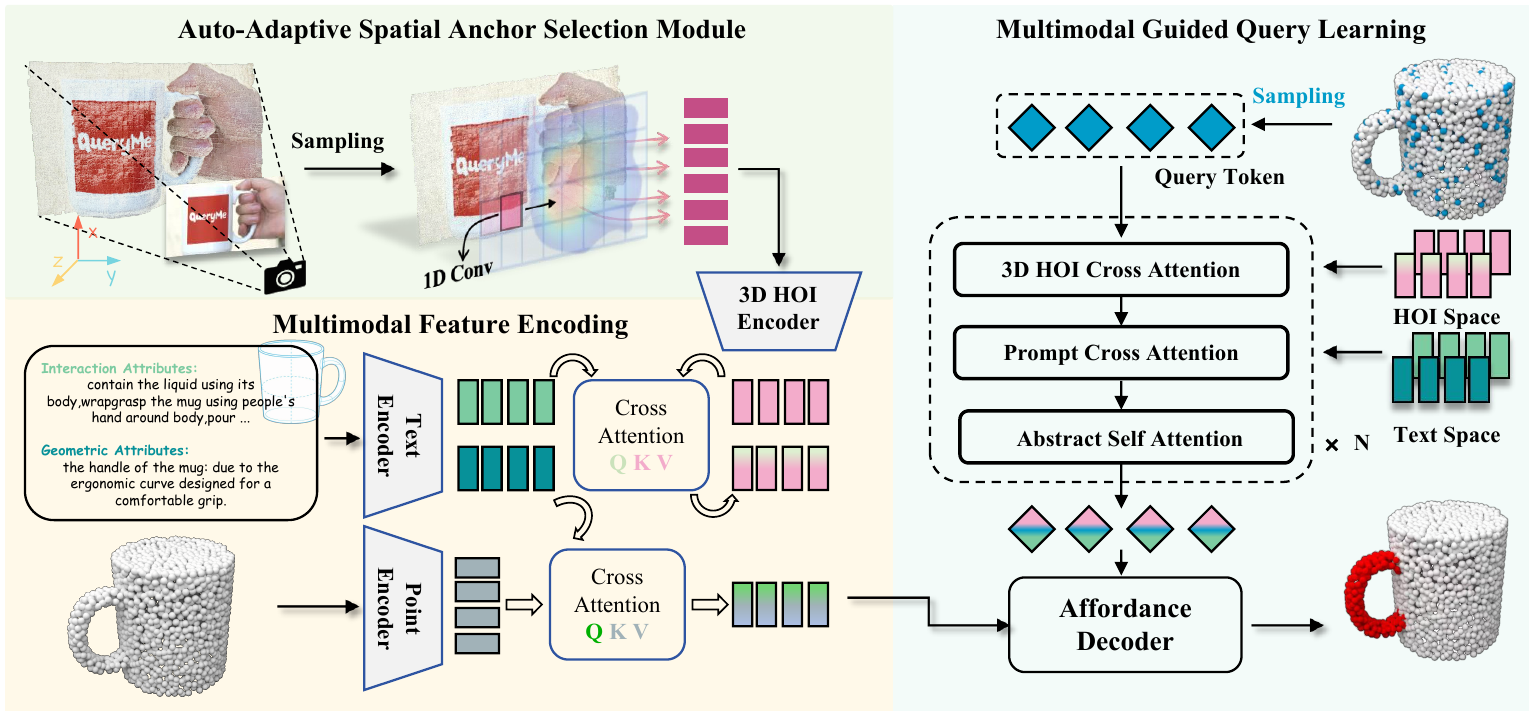 Auto-Adaptive Spatial Anchor Selection Module
QueryMe
QueryMe
x
z
y
Sampling
QueryMe
1D Conv
3D HOI
Encoder
Multimodal Feature Encoding
Interaction Attributes:
contain the liquid using its
body,wrapgrasp the mug using people's
hand around body,pour ...
Geometric Attributes:
the handle of the mug: due to the
ergonomic curve designed for a
comfortable grip.
Text
Encoder
Cross
Attention
Q K V
Point
Encoder
Cross
Attention
Q K V
Multimodal Guided Query Learning
Sampling
Query Token
3D HOI Cross Attention
HOI Space
Prompt Cross Attention
Text Space
Abstract Self Attention
× N
Affordance
Decoder